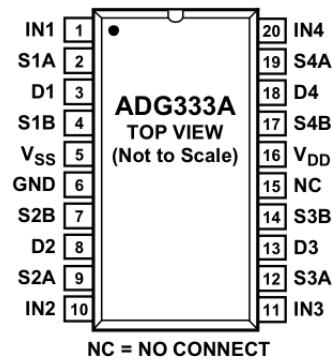 IN1 1 20 IN4
S1A 2 19 S4A
D1 3 ADG333A 18 D4
S1B 4 TOP VIEW 17 S4B
VSS 5 (Not to Scale) 16 VDD
GND 6 15 NC
S2B 7 14 S3B
D2 8 13 D3
S2A 9 12 S3A
IN2 10 11 IN3
NC = NO CONNECT